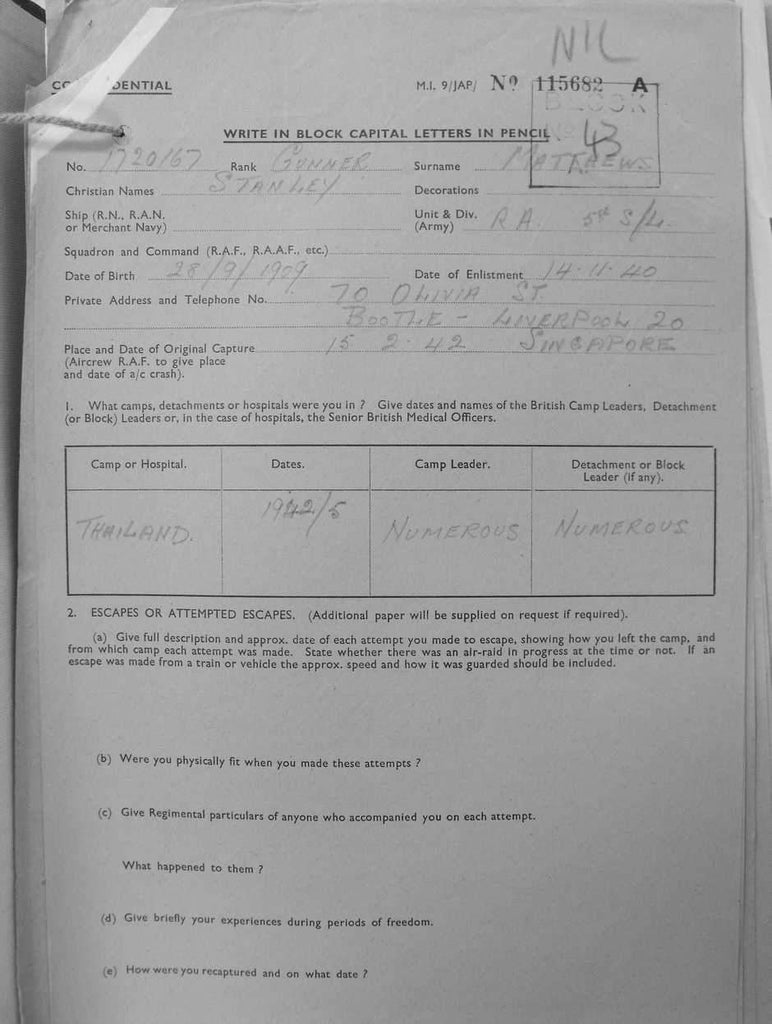 NIL
CO DENTIAL M.I. 9/JAP/ Nº 115682 A
BLOCK
No 43
WRITE IN BLOCK CAPITAL LETTERS IN PENCIL
No. 1720167 Rank GUNNER Surname MATTHEWS
Christian Names STANLEY Decorations
Ship (R.N., R.A.N. Unit & Div. R A. 5th S/L.
or Merchant Navy) (Army)
Squadron and Command (R.A.F., R.A.A.F., etc.)
Date of Birth 28/9/1909 Date of Enlistment 14.11.40
Private Address and Telephone No. 70 OLIVIA ST.
BOOTLE - LIVERPOOL 20
Place and Date of Original Capture 15 2.42 SINGAPORE
(Aircrew R.A.F. to give place
and date of a/c crash).
1. What camps, detachments or hospitals were you in ? Give dates and names of the British Camp Leaders, Detachment
(or Block) Leaders or, in the case of hospitals, the Senior British Medical Officers.
Camp or Hospital. Dates. Camp Leader. Detachment or Block
Leader (if any).
THAILAND. 1942/5 NUMEROUS NUMEROUS
2. ESCAPES OR ATTEMPTED ESCAPES. (Additional paper will be supplied on request if required).
(a) Give full description and approx. date of each attempt you made to escape, showing how you left the camp, and
from which camp each attempt was made. State whether there was an air-raid in progress at the time or not. If an
escape was made from a train or vehicle the approx. speed and how it was guarded should be included.
(b) Were you physically fit when you made these attempts ?
(c) Give Regimental particulars of anyone who accompanied you on each attempt.
What happened to them ?
(d) Give briefly your experiences during periods of freedom.
(e) How were you recaptured and on what date ?